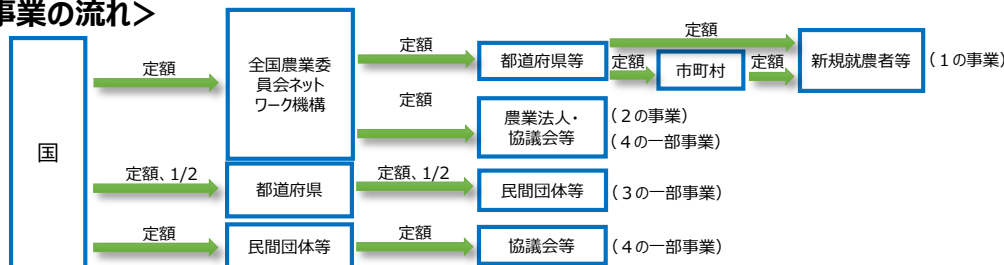 事業の流れ＞
国
定額
全国農業委
員会ネット
ワーク機構
定額
都道府県等
定額
定額
市町村
定額
新規就農者等
（１の事業）
定額
農業法人・
協議会等
（２の事業）
（４の一部事業）
定額、1/2
都道府県
定額、1/2
民間団体等
（３の一部事業）
定額
民間団体等
定額
協議会等
（４の一部事業）